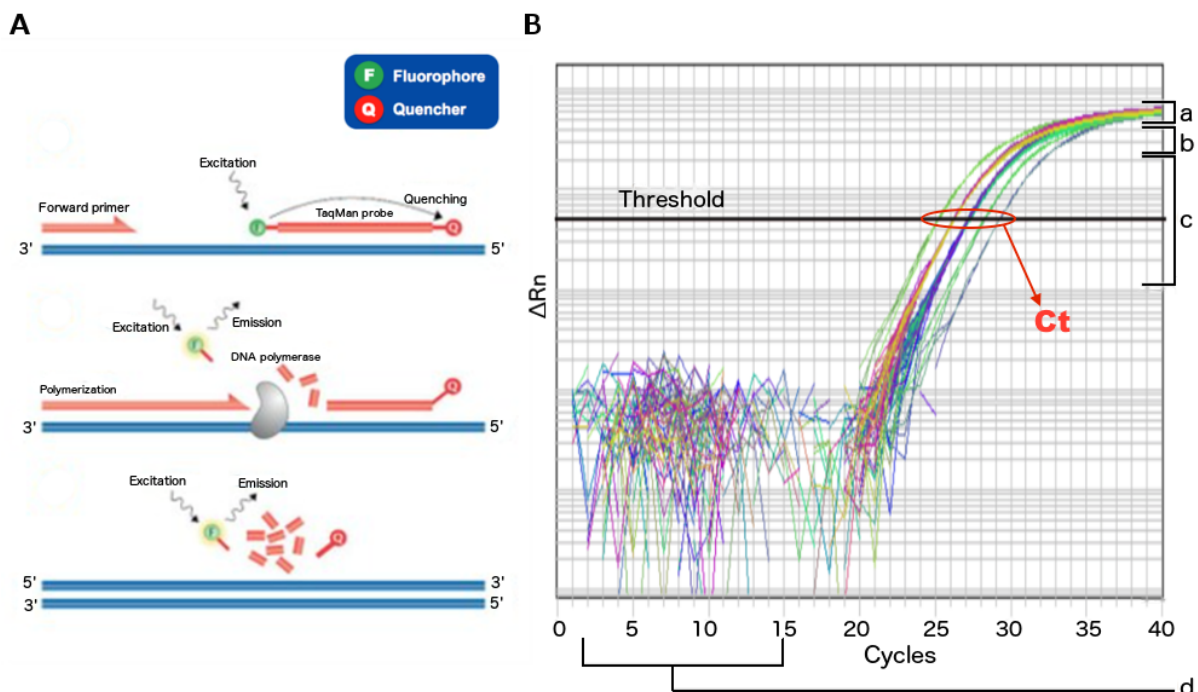 A
B
F Fluorophore
Q Quencher
Excitation
Quenching
Forward primer
F
TaqMan probe
Q
3'
5'
Excitation
Emission
F
DNA polymerase
Q
Polymerization
3'
5'
Excitation
Emission
F
Q
5'
3'
3'
5'
Threshold
ΔRn
Ct
a
b
c
0 5 10 15 20 25 30 35 40
Cycles
d